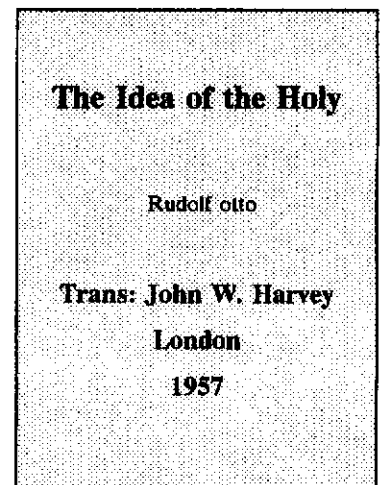 The Idea of the Holy
Rudolf otto
Trans: John W. Harvey
London
1957